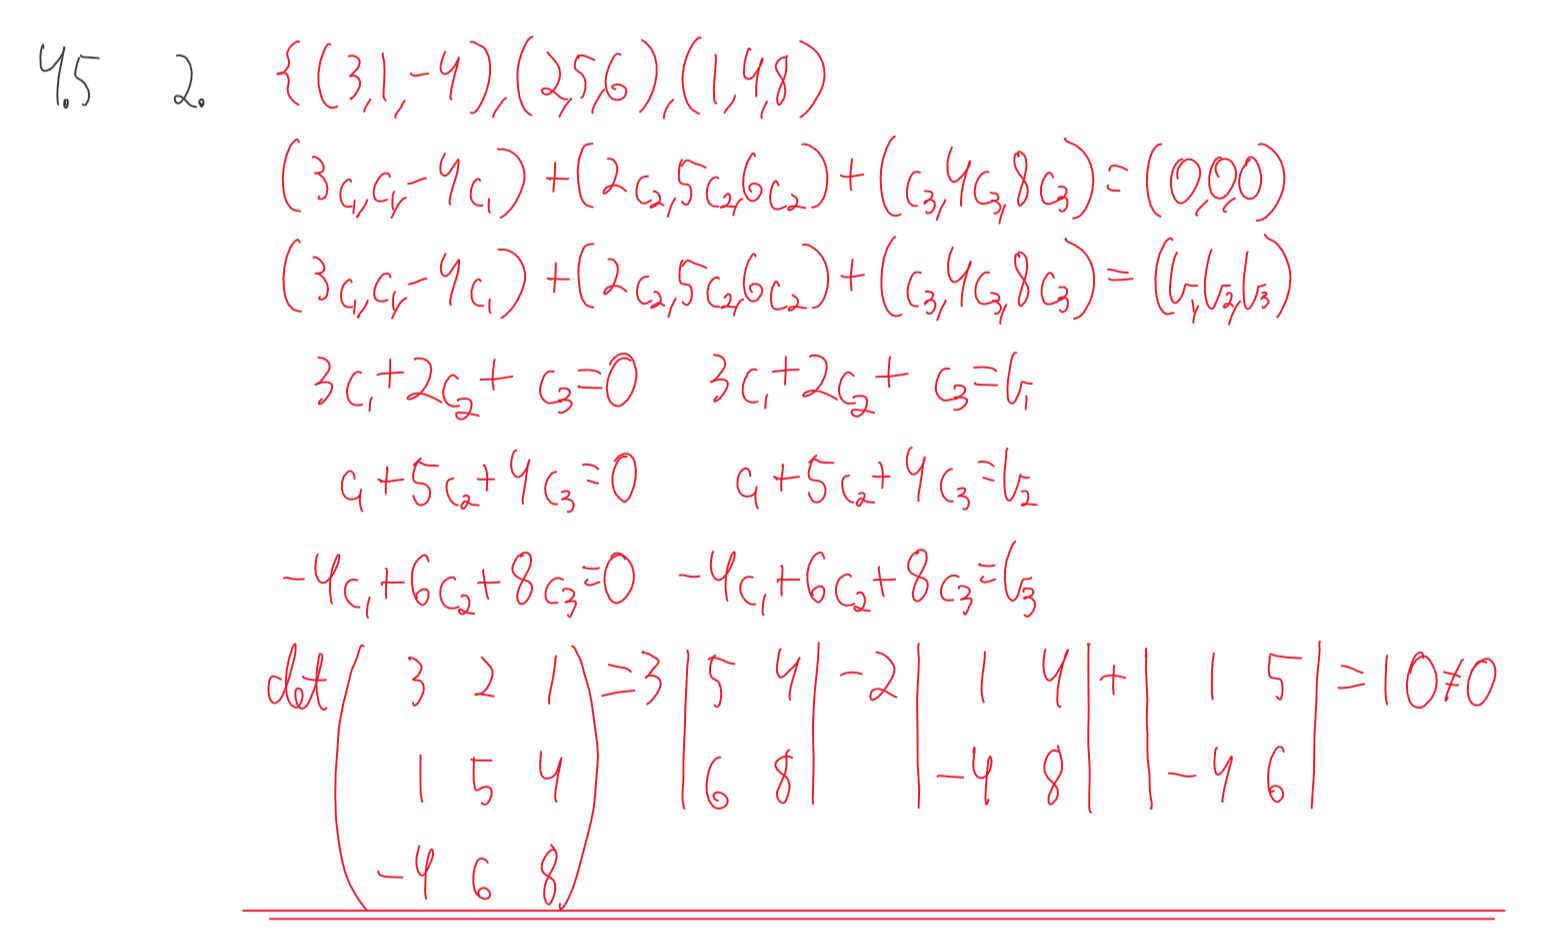 4.5 2. {(3,1,-4),(2,5,6),(1,4,8)
(3c₁,c₁,-4c₁)+(2c₂,5c₂,6c₂)+(c₃,4c₃,8c₃)=(0,0,0)
(3c₁,c₁,-4c₁)+(2c₂,5c₂,6c₂)+(c₃,4c₃,8c₃)=(b₁,b₂,b₃)
3c₁+2c₂+ c₃=0 3c₁+2c₂+ c₃=b₁
c₁+5c₂+4c₃=0 c₁+5c₂+4c₃=b₂
-4c₁+6c₂+8c₃=0 -4c₁+6c₂+8c₃=b₃
det( 3 2 1 )=3|5 4|-2|1 4|+|1 5|=10≠0
1 5 4 6 8 -4 8 -4 6
-4 6 8